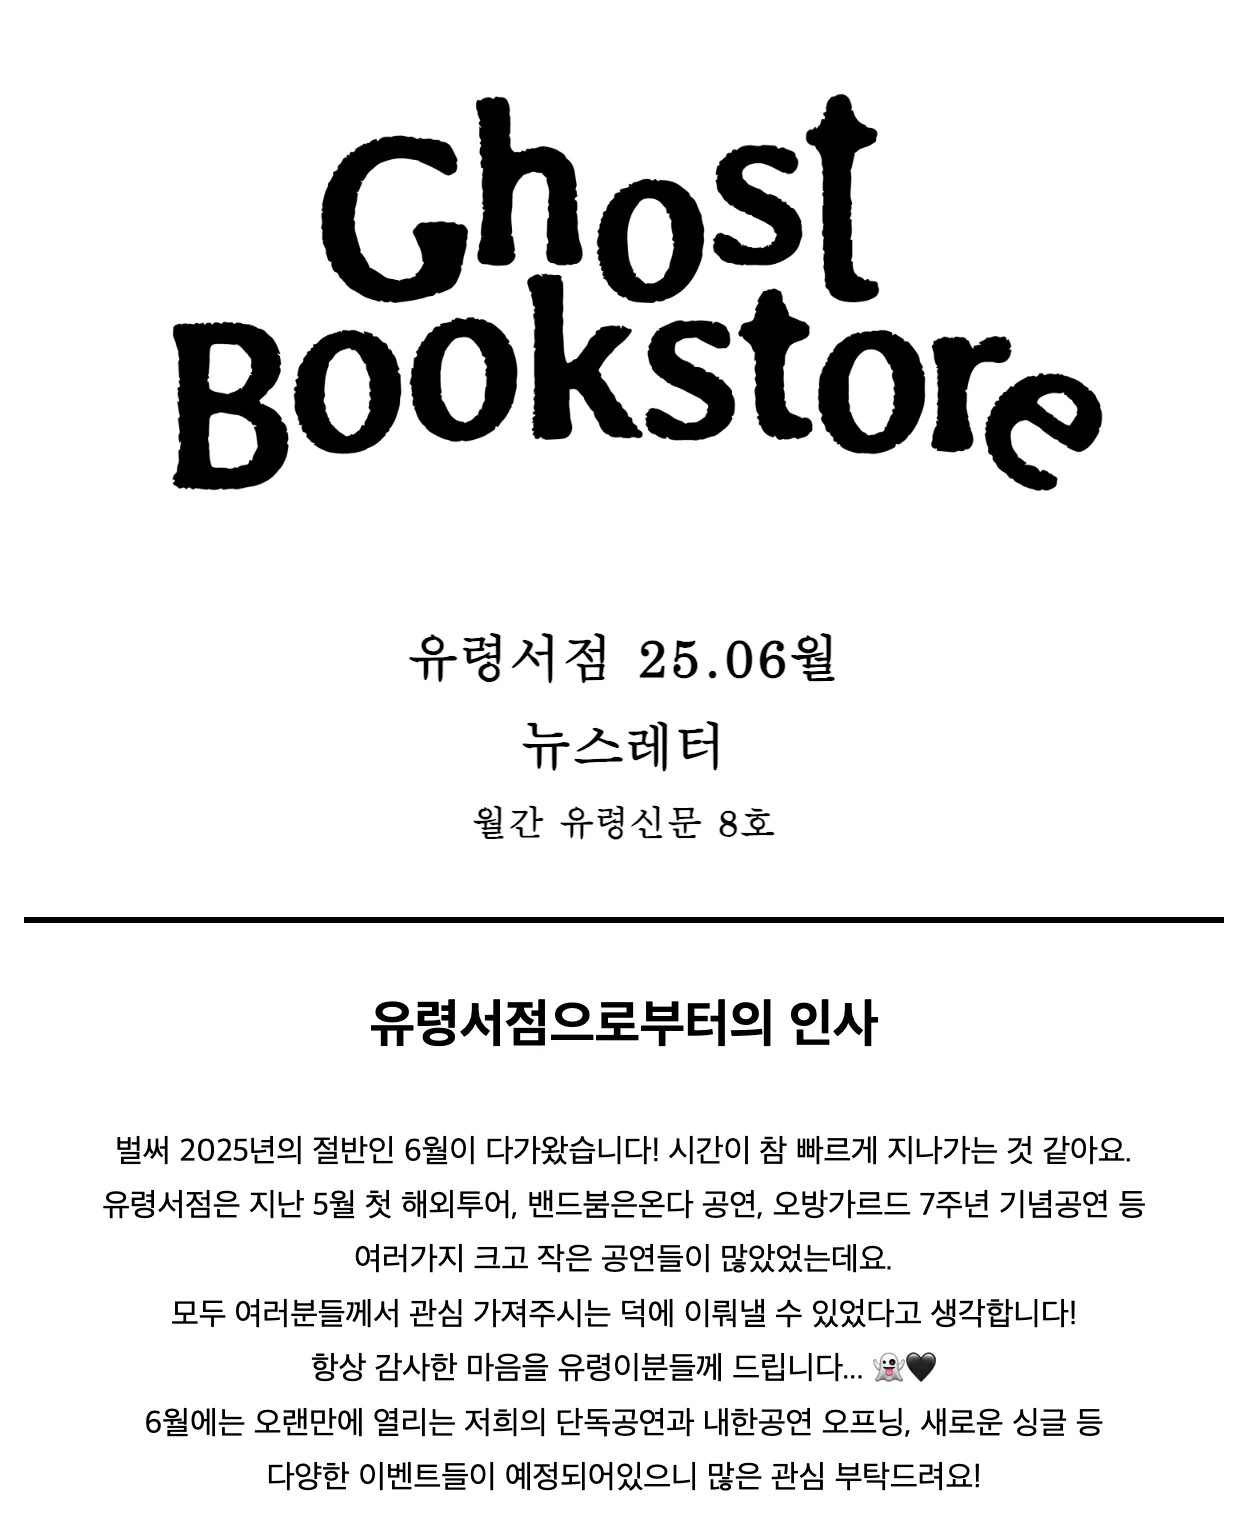 Ghost
Bookstore
유령서점 25.06월
뉴스레터
월간 유령신문 8호
유령서점으로부터의 인사
벌써 2025년의 절반인 6월이 다가왔습니다! 시간이 참 빠르게 지나가는 것 같아요.
유령서점은 지난 5월 첫 해외투어, 밴드붐은온다 공연, 오방가르드 7주년 기념공연 등
여러가지 크고 작은 공연들이 많았었는데요.
모두 여러분들께서 관심 가져주시는 덕에 이뤄낼 수 있었다고 생각합니다!
항상 감사한 마음을 유령이분들께 드립니다... 👻🖤
6월에는 오랜만에 열리는 저희의 단독공연과 내한공연 오프닝, 새로운 싱글 등
다양한 이벤트들이 예정되어있으니 많은 관심 부탁드려요!